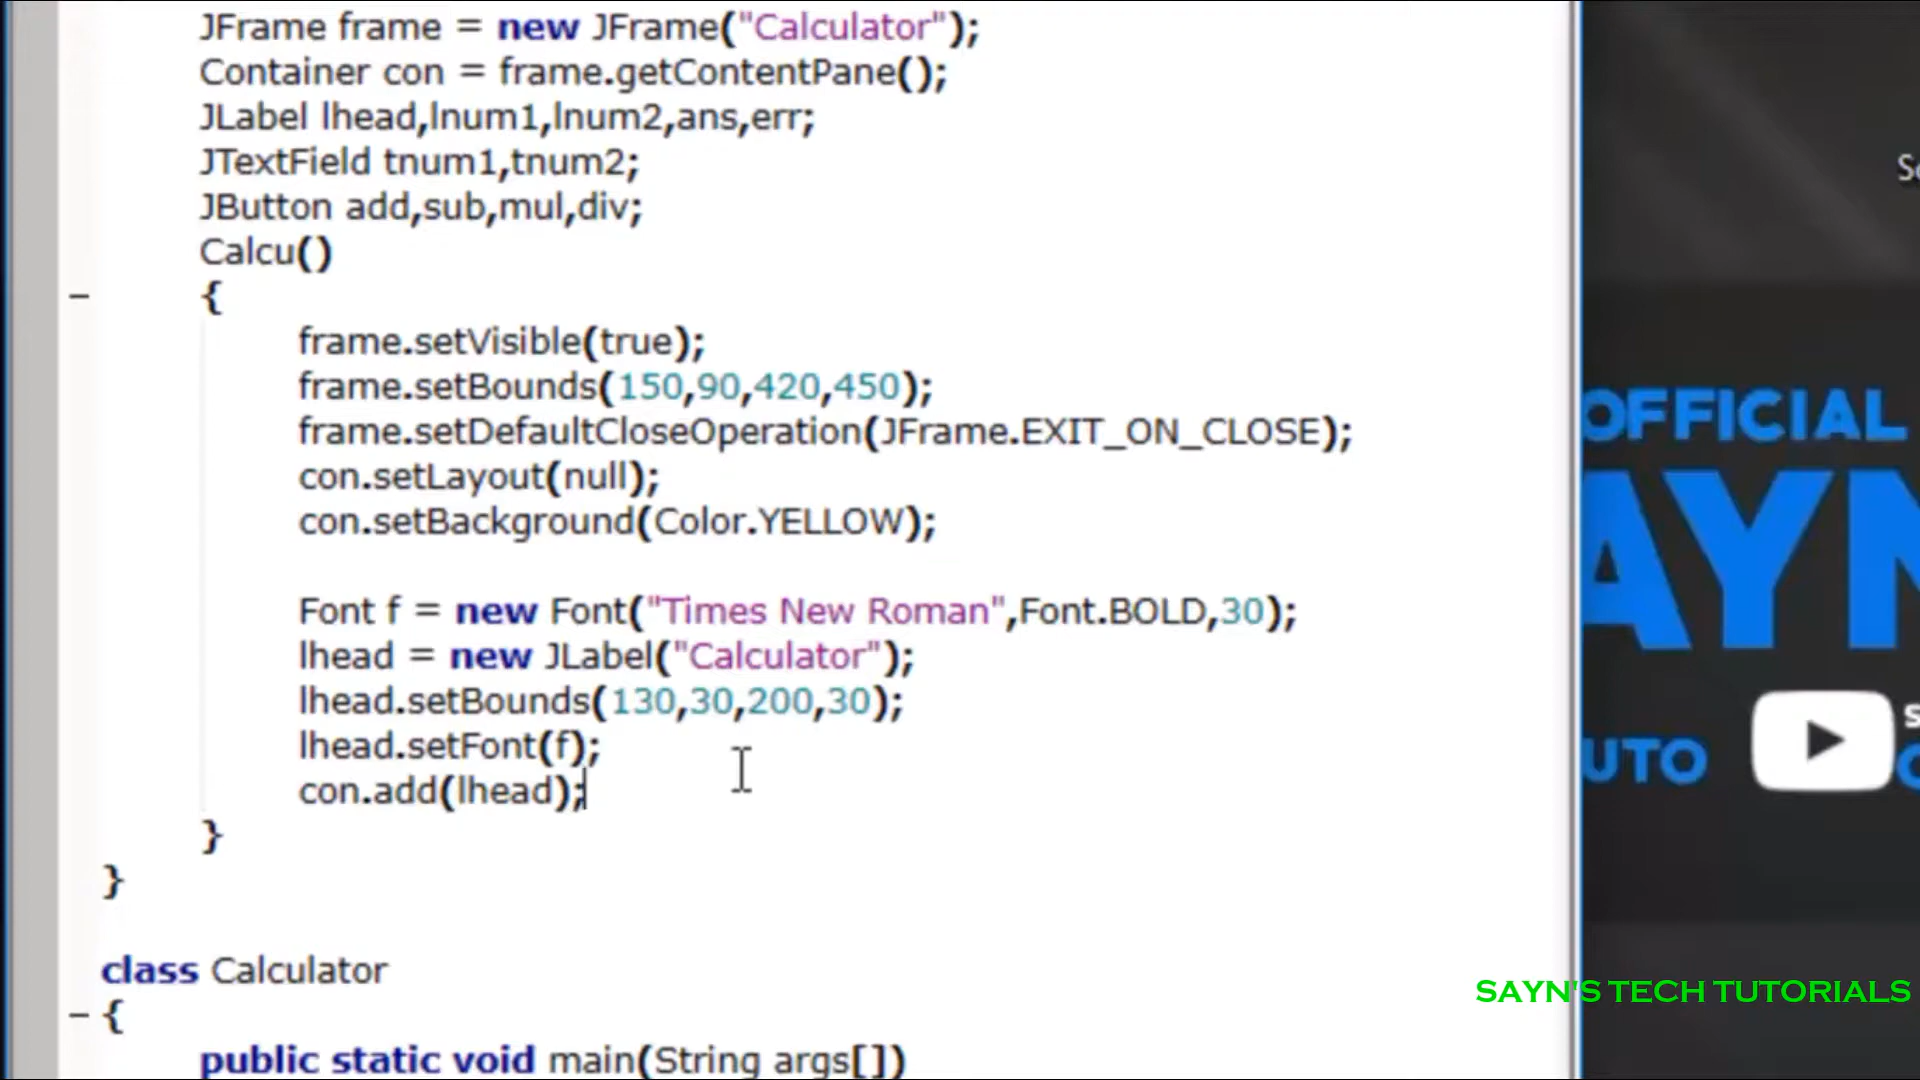 JFrame frame = new JFrame("Calculator");
Container con = frame.getContentPane();
JLabel lhead,lnum1,lnum2,ans,err;
JTextField tnum1,tnum2;
JButton add,sub,mul,div;
Calcu()
{
frame.setVisible(true);
frame.setBounds(150,90,420,450);
frame.setDefaultCloseOperation(JFrame.EXIT_ON_CLOSE);
con.setLayout(null);
con.setBackground(Color.YELLOW);
Font f = new Font("Times New Roman",Font.BOLD,30);
lhead = new JLabel("Calculator");
lhead.setBounds(130,30,200,30);
lhead.setFont(f);
con.add(lhead);
}
}
class Calculator
{
public static void main(String args[])
OFFICIAL
SAYN'S TECH TUTORIALS